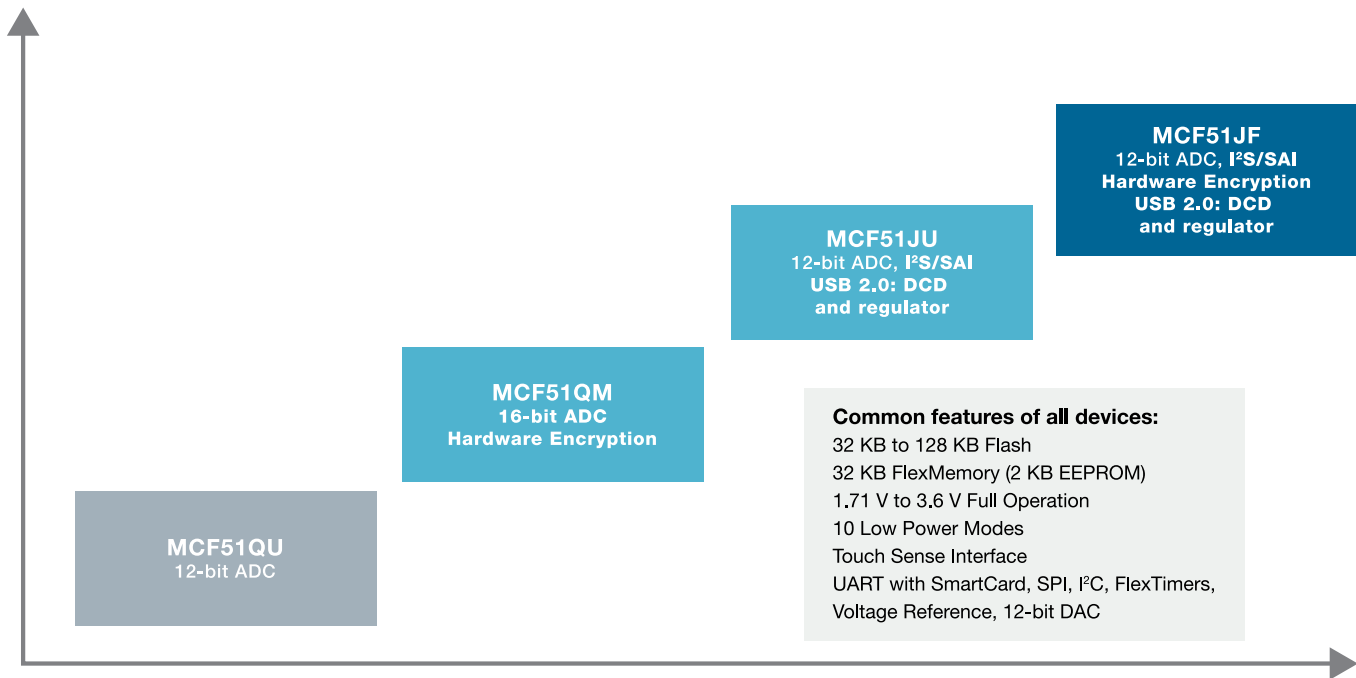 MCF51JF
12-bit ADC, I²S/SAI
Hardware Encryption
USB 2.0: DCD
and regulator
MCF51JU
12-bit ADC, I²S/SAI
USB 2.0: DCD
and regulator
MCF51QM
16-bit ADC
Hardware Encryption
MCF51QU
12-bit ADC
Common features of all devices:
32 KB to 128 KB Flash
32 KB FlexMemory (2 KB EEPROM)
1.71 V to 3.6 V Full Operation
10 Low Power Modes
Touch Sense Interface
UART with SmartCard, SPI, I²C, FlexTimers,
Voltage Reference, 12-bit DAC